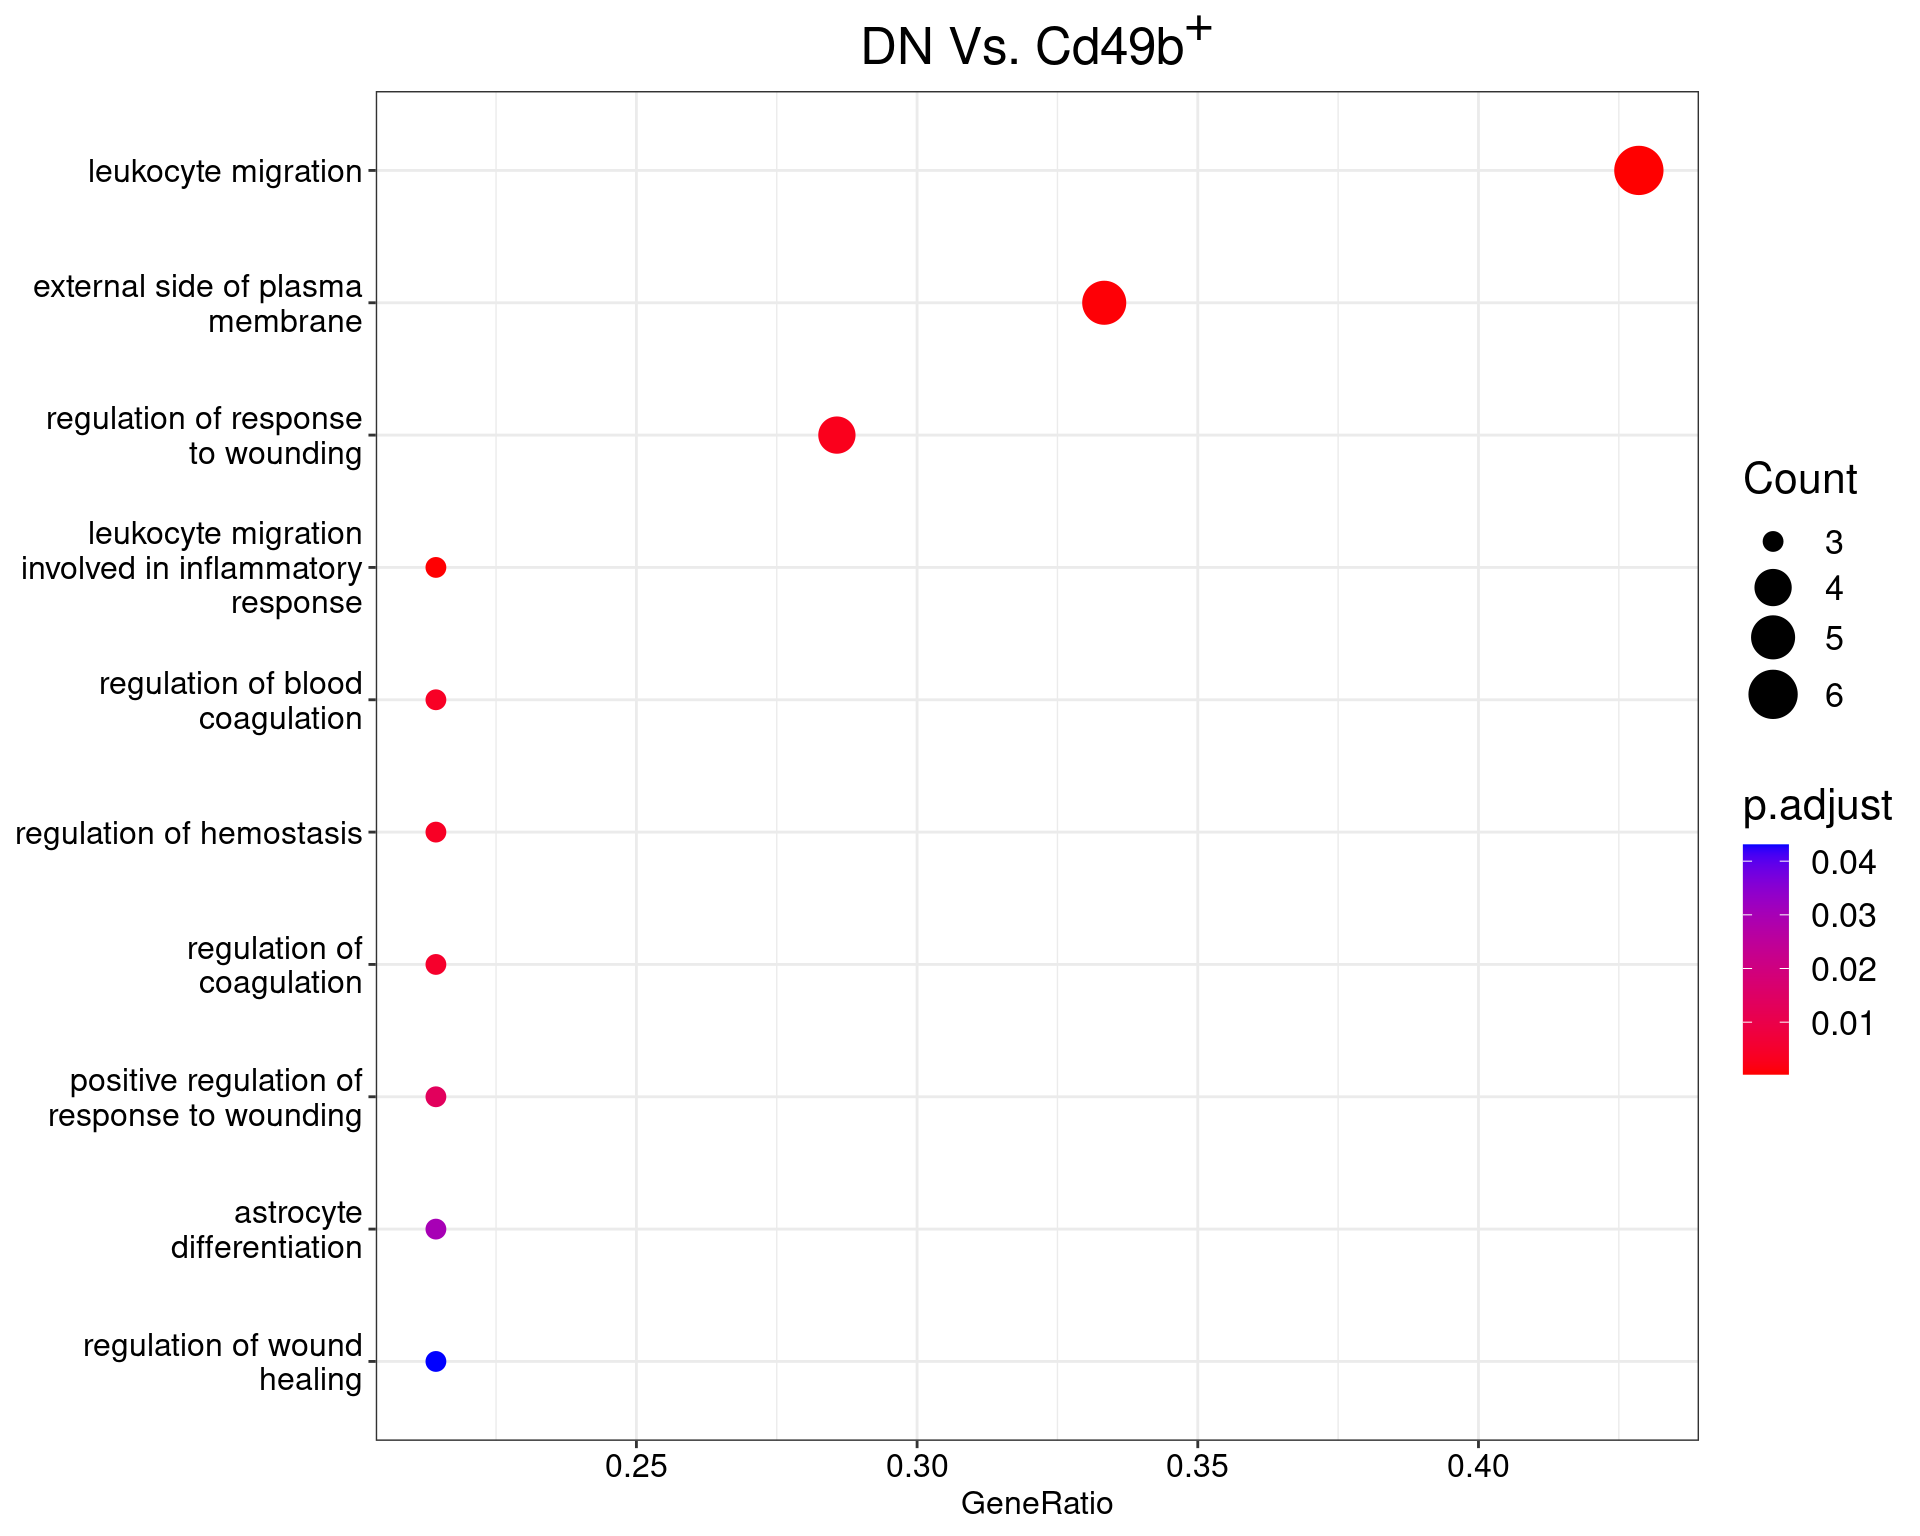 DN Vs. Cd49b⁺
leukocyte migration
external side of plasma
membrane
regulation of response
to wounding
leukocyte migration
involved in inflammatory
response
regulation of blood
coagulation
regulation of hemostasis
regulation of
coagulation
positive regulation of
response to wounding
astrocyte
differentiation
regulation of wound
healing
0.25 0.30 0.35 0.40
GeneRatio
Count
3
4
5
6
p.adjust
0.04
0.03
0.02
0.01